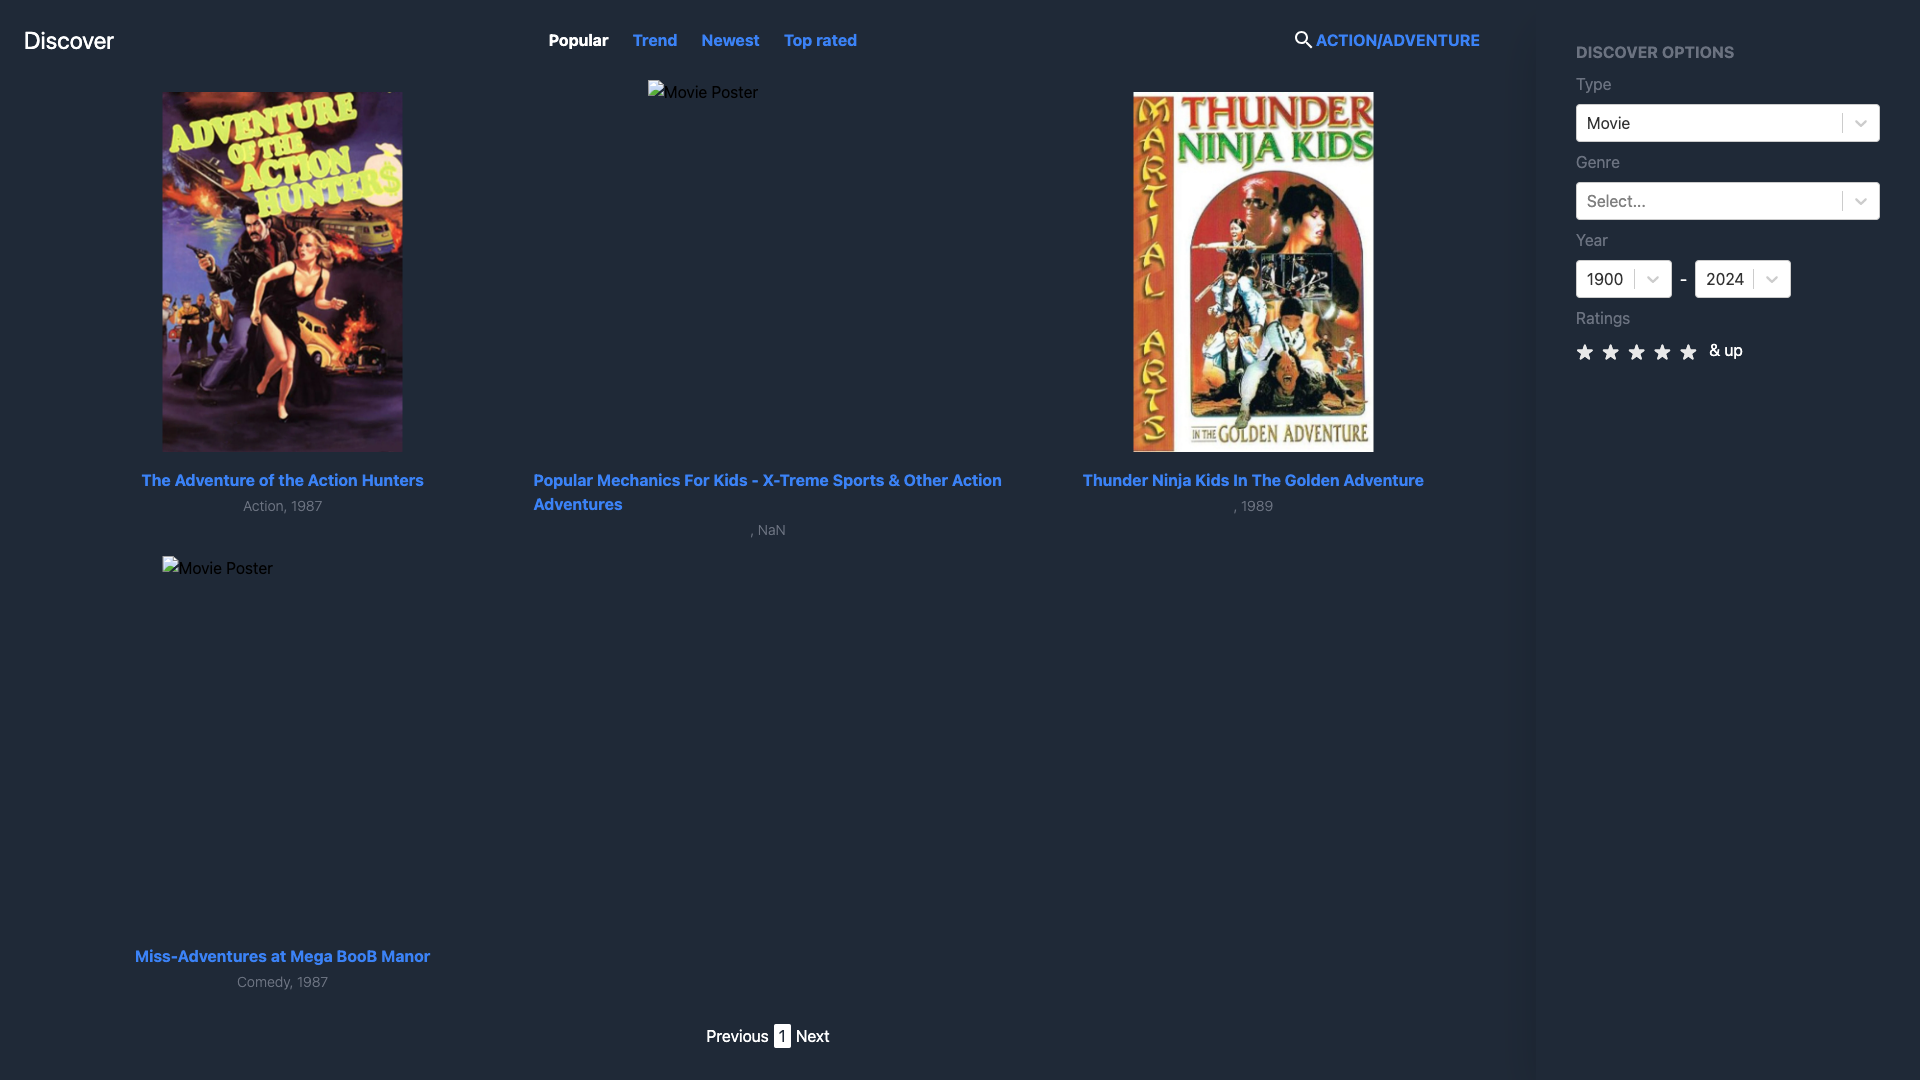 Discover
Popular
Trend
Newest
Top rated
ACTION/ADVENTURE
DISCOVER OPTIONS
Type
Movie
Genre
Select...
Year
1900
-
2024
Ratings
& up
ADVENTURE
OF THE
ACTION
HUNTER$
Movie Poster
MARTIAL ARTS
THUNDER
NINJA KIDS
IN THE GOLDEN ADVENTURE
The Adventure of the Action Hunters
Action, 1987
Popular Mechanics For Kids - X-Treme Sports & Other Action
Adventures
, NaN
Thunder Ninja Kids In The Golden Adventure
, 1989
Movie Poster
Miss-Adventures at Mega BooB Manor
Comedy, 1987
Previous
1
Next